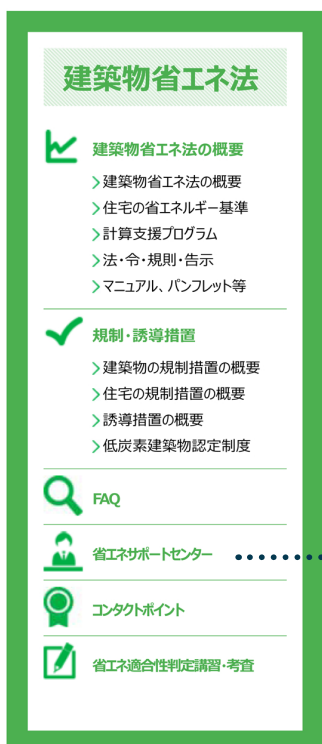 建築物省エネ法
建築物省エネ法の概要
建築物省エネ法の概要
住宅の省エネルギー基準
計算支援プログラム
法・令・規則・告示
マニュアル、パンフレット等
規制・誘導措置
建築物の規制措置の概要
住宅の規制措置の概要
誘導措置の概要
低炭素建築物認定制度
FAQ
省エネサポートセンター
コンタクトポイント
省エネ適合性判定講習・考査